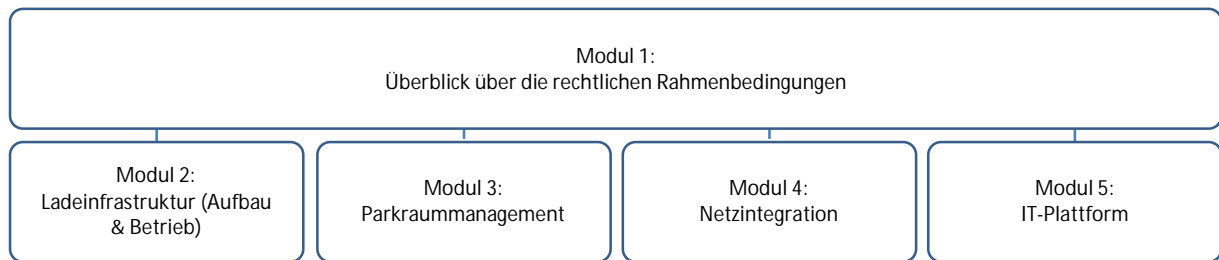 Modul 1:
Überblick über die rechtlichen Rahmenbedingungen
Modul 2:
Ladeinfrastruktur (Aufbau
& Betrieb)
Modul 3:
Parkraummanagement
Modul 4:
Netzintegration
Modul 5:
IT-Plattform